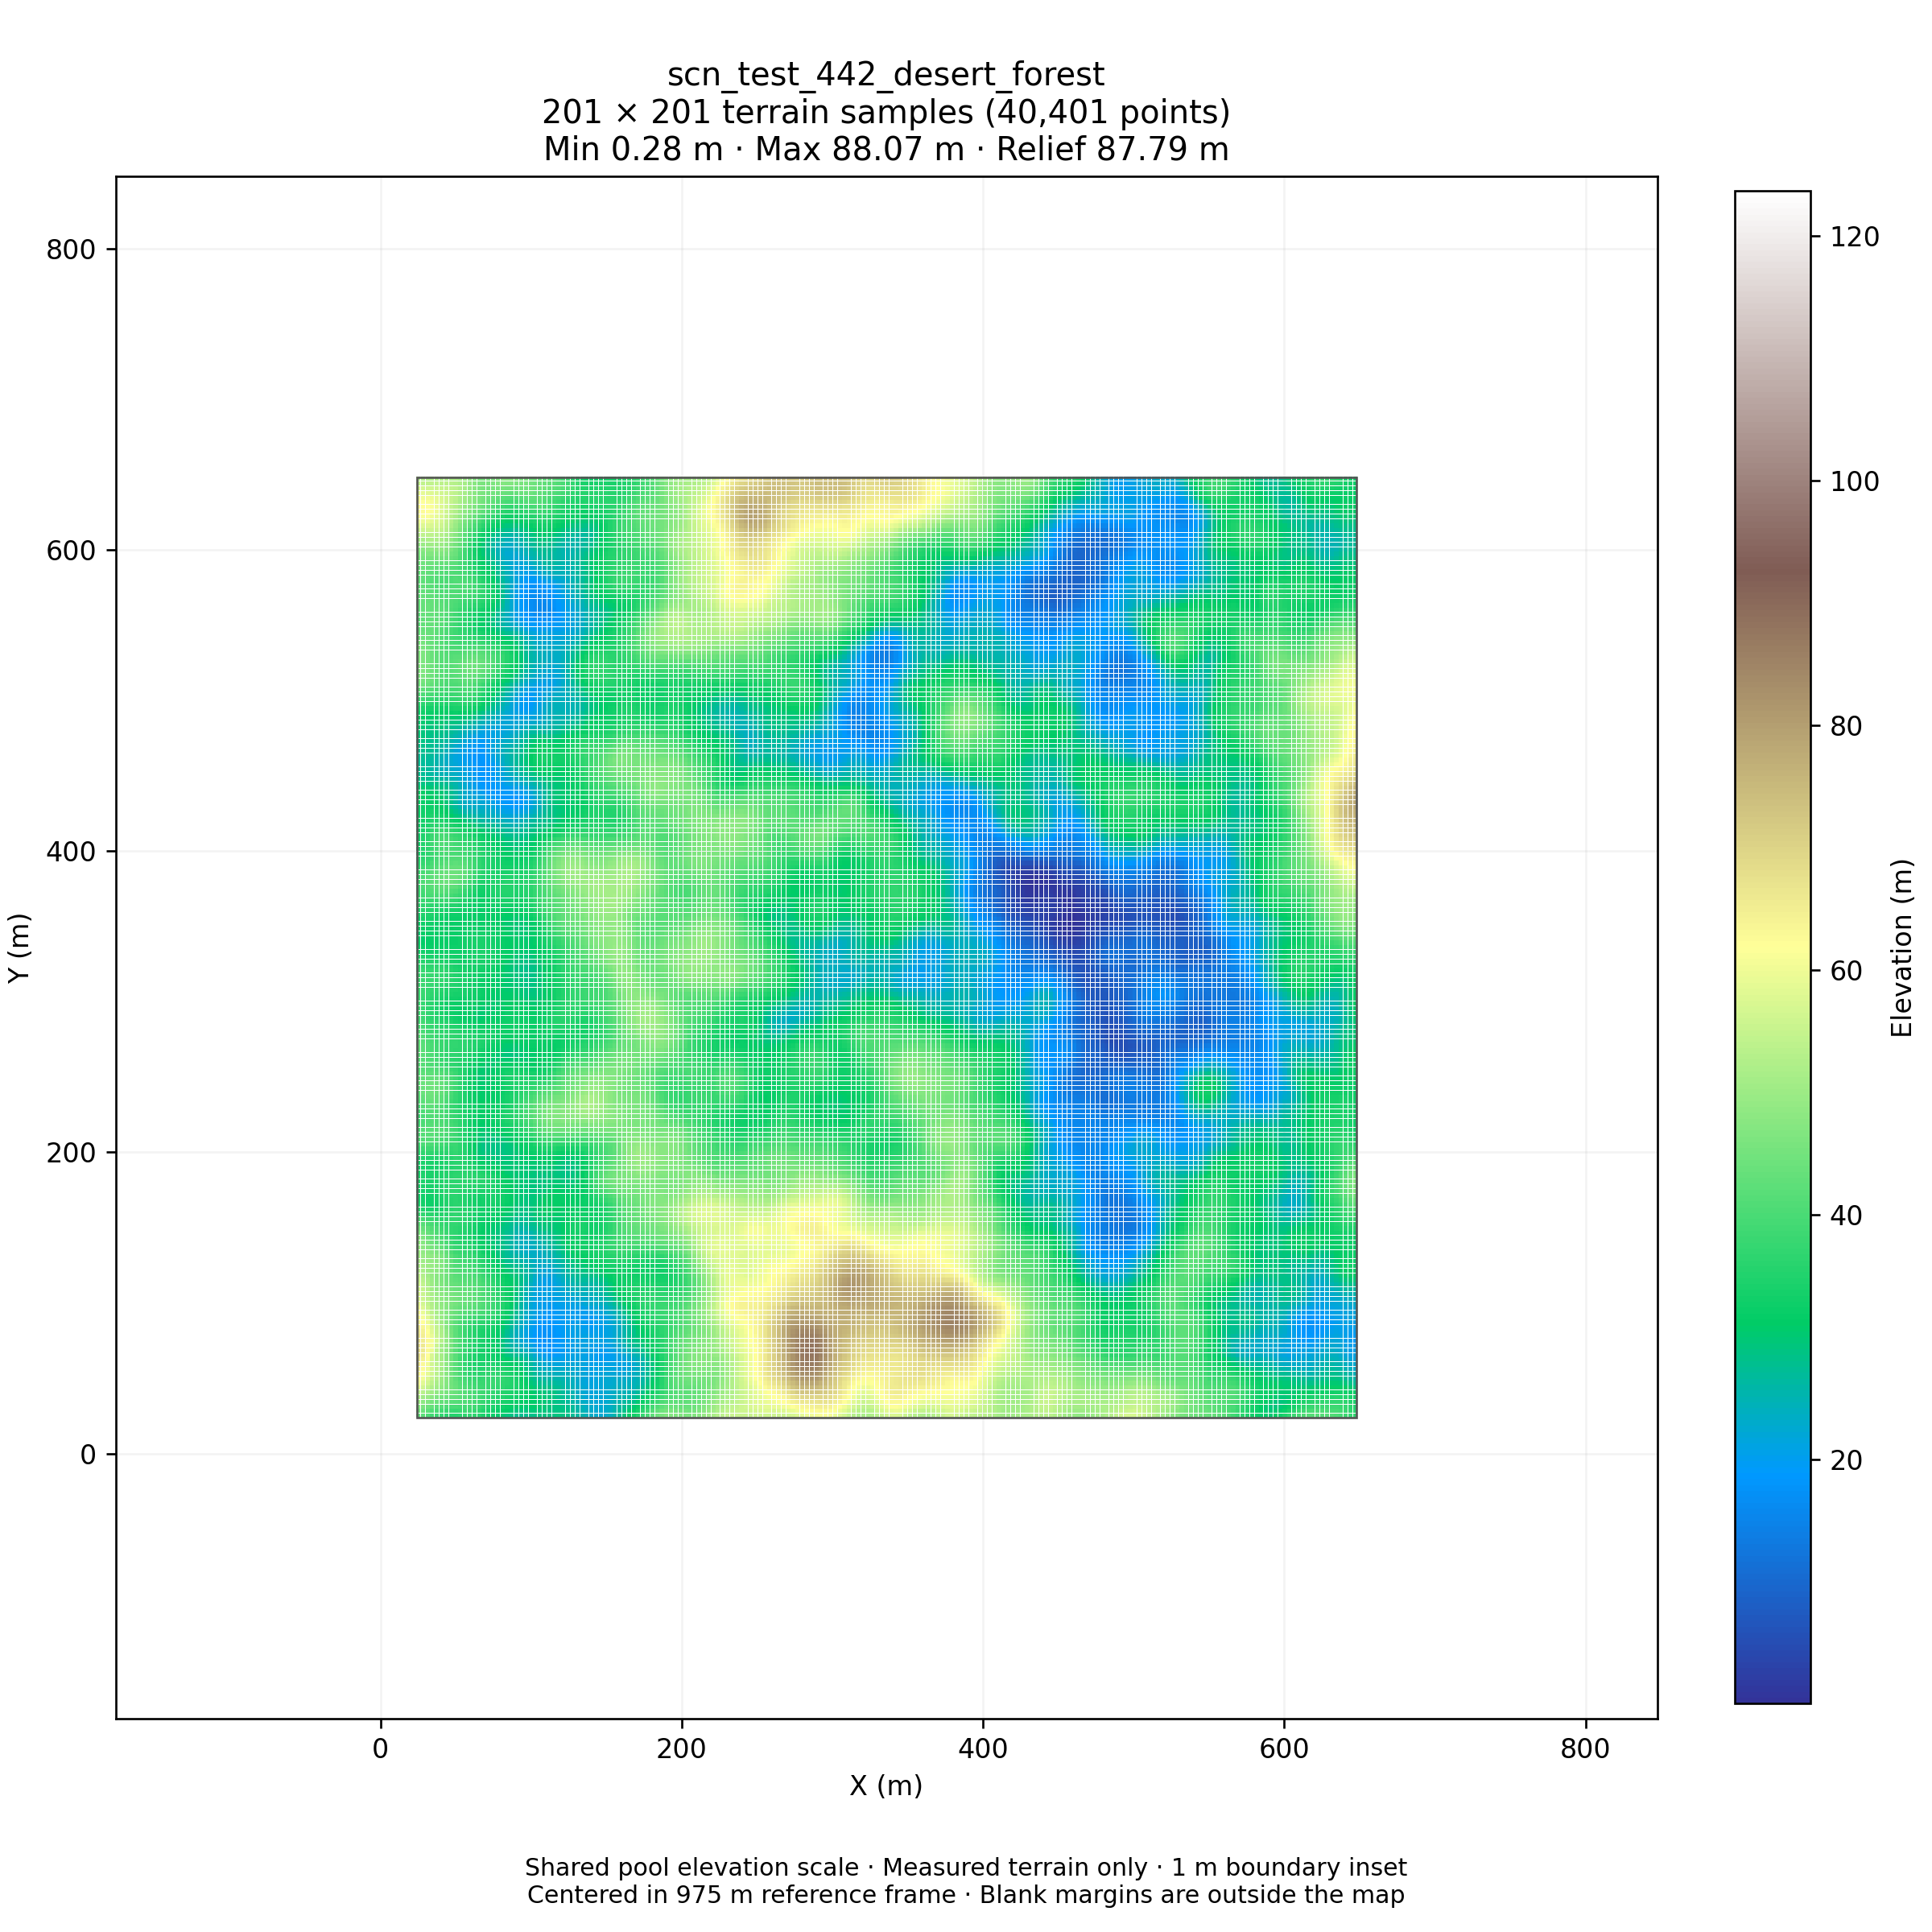 scn_test_442_desert_forest
201 × 201 terrain samples (40,401 points)
Min 0.28 m · Max 88.07 m · Relief 87.79 m
800
600
400
200
0
Y (m)
0
200
400
600
800
X (m)
120
100
80
60
40
20
Elevation (m)
Shared pool elevation scale · Measured terrain only · 1 m boundary inset
Centered in 975 m reference frame · Blank margins are outside the map